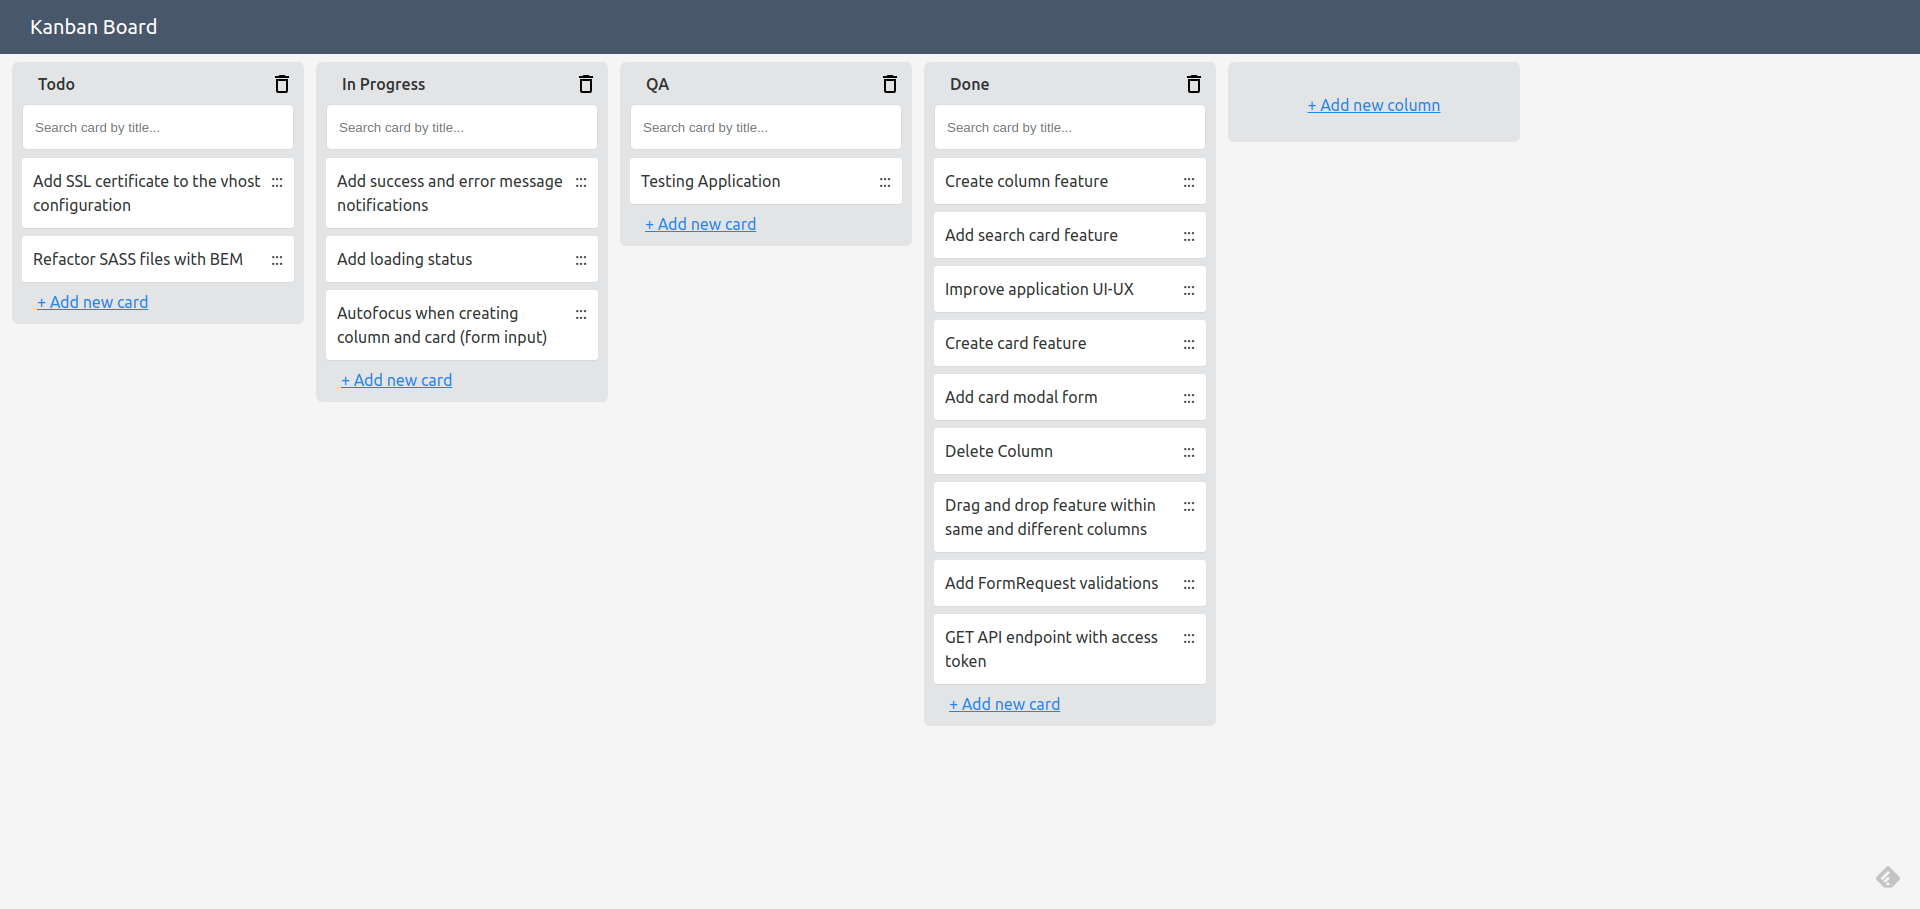 Kanban Board
Todo
Search card by title...
Add SSL certificate to the vhost
configuration
Refactor SASS files with BEM
+ Add new card
In Progress
Search card by title...
Add success and error message
notifications
Add loading status
Autofocus when creating
column and card (form input)
+ Add new card
QA
Search card by title...
Testing Application
+ Add new card
Done
Search card by title...
Create column feature
Add search card feature
Improve application UI-UX
Create card feature
Add card modal form
Delete Column
Drag and drop feature within
same and different columns
Add FormRequest validations
GET API endpoint with access
token
+ Add new card
+ Add new column